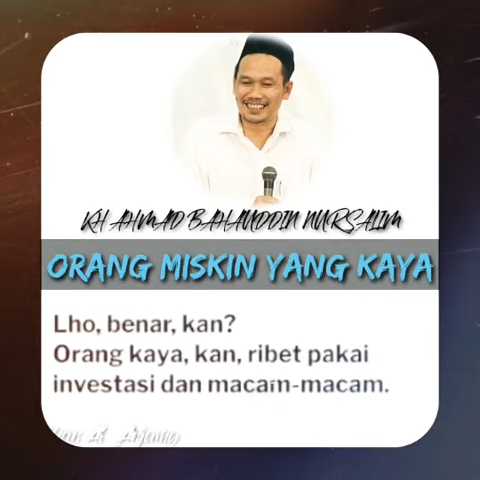 KH AHMAD BAHAUDDIN NURSALIM
ORANG MISKIN YANG KAYA
Lho, benar, kan?
Orang kaya, kan, ribet pakai
investasi dan macam-macam.